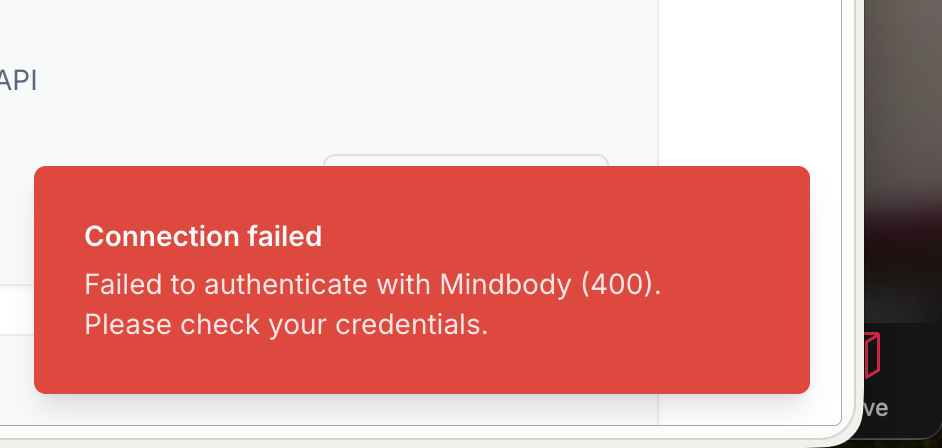 API
Connection failed
Failed to authenticate with Mindbody (400).
Please check your credentials.
ve